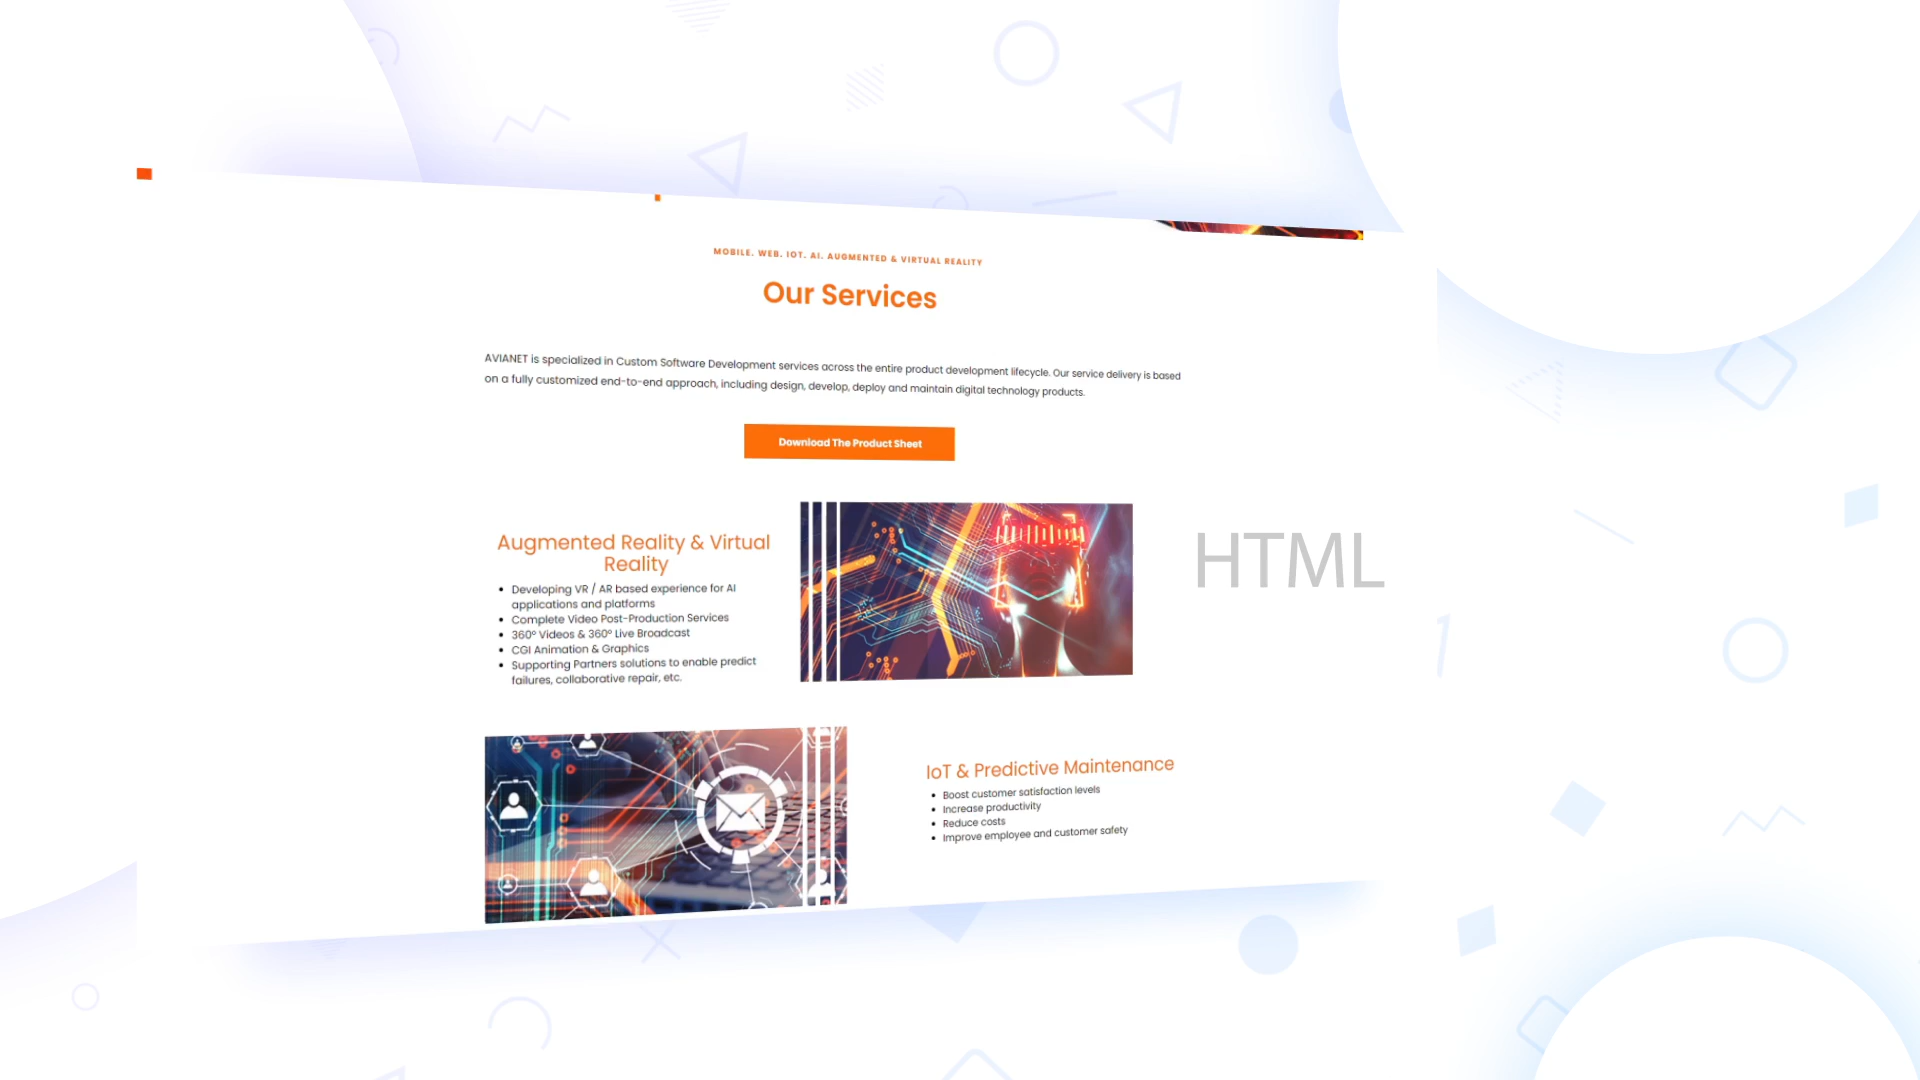 MOBILE. WEB. IOT. AI. AUGMENTED & VIRTUAL REALITY
Our Services
AVIANET is specialized in Custom Software Development services across the entire product development lifecycle. Our service delivery is based
on a fully customized end-to-end approach, including design, develop, deploy and maintain digital technology products.
Download The Product Sheet
Augmented Reality & Virtual
Reality
• Developing VR / AR based experience for AI
applications and platforms
• Complete Video Post-Production Services
• 360º Videos & 360º Live Broadcast
• CGI Animation & Graphics
• Supporting Partners solutions to enable predict
failures, collaborative repair, etc.
HTML
IoT & Predictive Maintenance
• Boost customer satisfaction levels
• Increase productivity
• Reduce costs
• Improve employee and customer safety